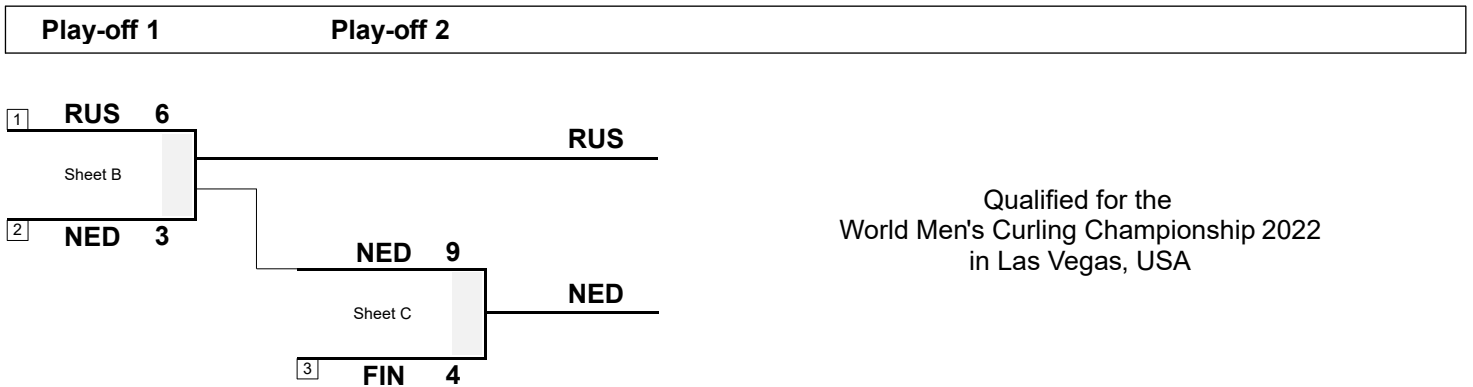 Play-off 1 Play-off 2
1 RUS 6
RUS
Sheet B
2 NED 3
Qualified for the
World Men's Curling Championship 2022
in Las Vegas, USA
NED 9
NED
Sheet C
3 FIN 4